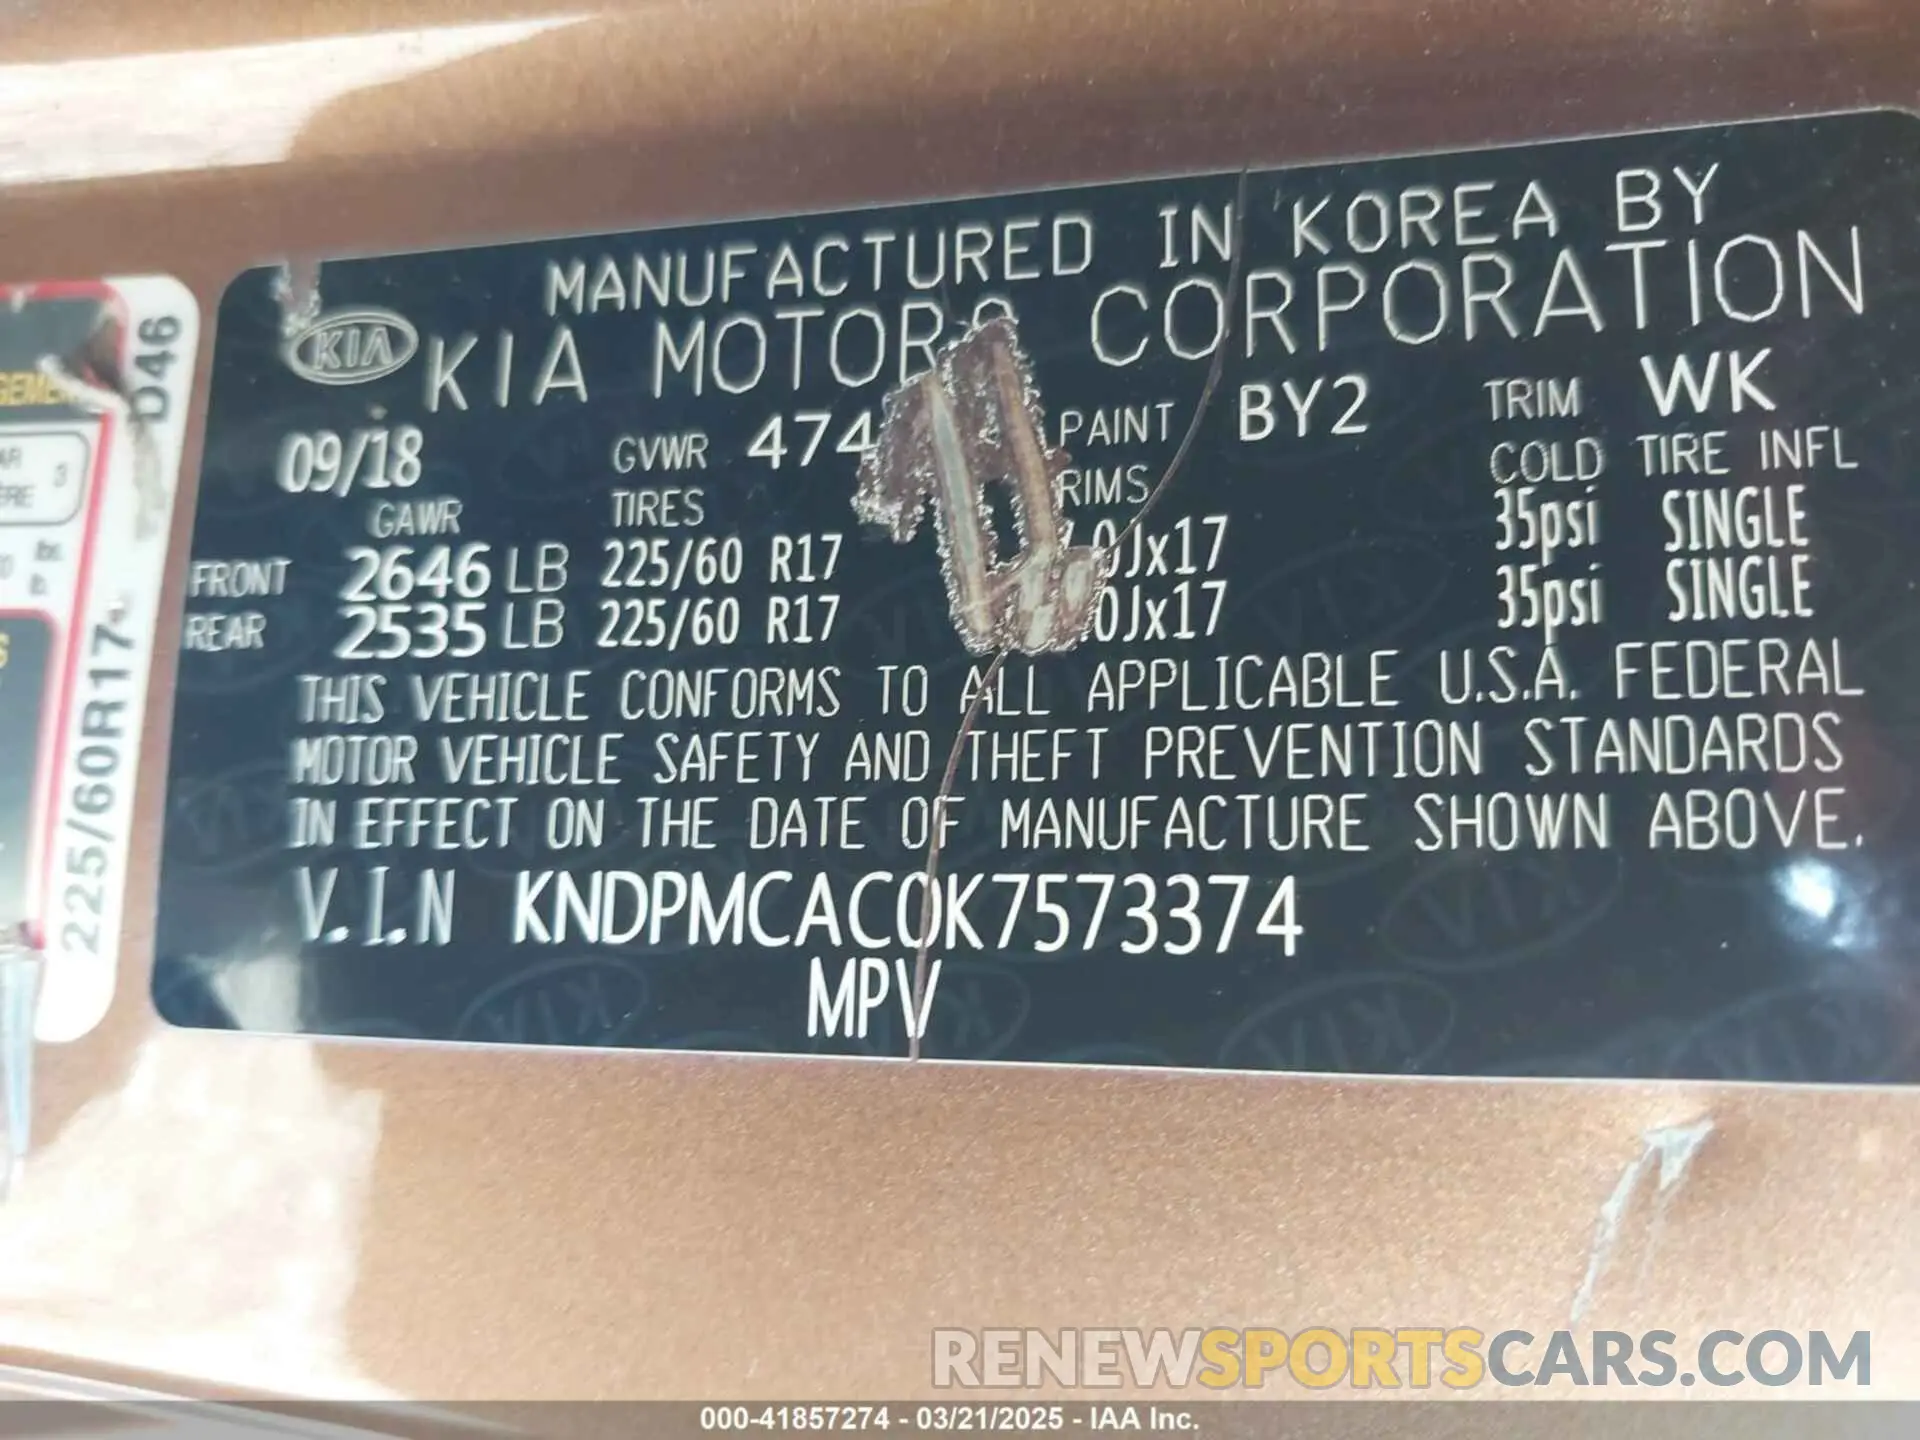 MANUFACTURED IN KOREA BY
KIA KIA MOTORS CORPORATION
09/18 GVWR PAINT BY2 TRIM WK
GAWR TIRES RIMS COLD TIRE INFL
FRONT 2646 LB 225/60 R17 35psi SINGLE
REAR 2535 LB 225/60 R17 35psi SINGLE
THIS VEHICLE CONFORMS TO ALL APPLICABLE U.S.A. FEDERAL
MOTOR VEHICLE SAFETY AND THEFT PREVENTION STANDARDS
IN EFFECT ON THE DATE OF MANUFACTURE SHOWN ABOVE.
V.I.N KNDPMCAC0K7573374
MPV
225/60R17
D46
3
lbs.
lb.
RENEWSPORTSCARS.COM
000-41857274 - 03/21/2025 - IAA Inc.